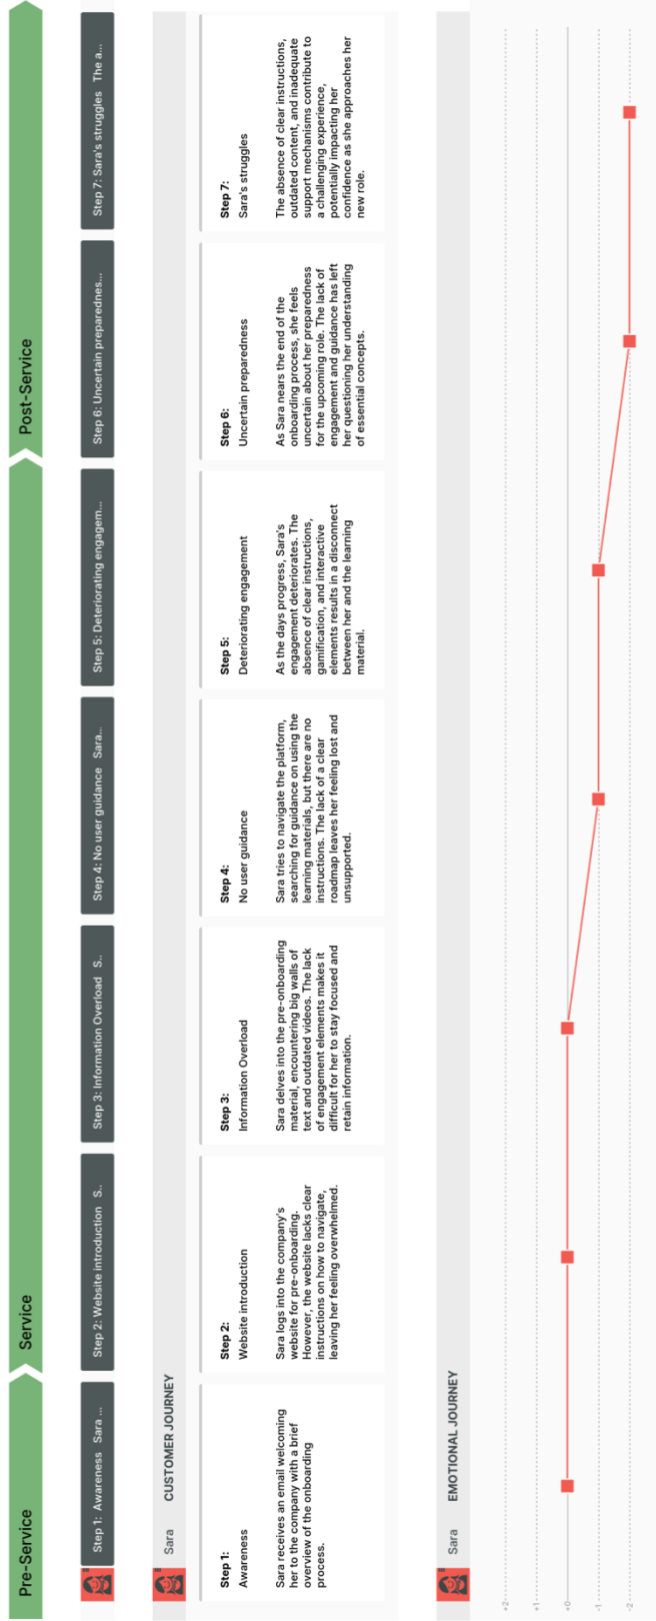 Pre-Service
Service
Post-Service
Step 1: Awareness Sara ...
Step 2: Website introduction S..
Step 3: Information Overload S..
Step 4: No user guidance Sara...
Step 5: Deteriorating engagem...
Step 6: Uncertain preparednes...
Step 7: Sara's struggles The a...
Sara
CUSTOMER JOURNEY
Step 1:
Awareness
Sara receives an email welcoming
her to the company with a brief
overview of the onboarding
process.
Step 2:
Website introduction
Sara logs into the company's
website for pre-onboarding.
However, the website lacks clear
instructions on how to navigate,
leaving her feeling overwhelmed.
Step 3:
Information Overload
Sara delves into the pre-onboarding
material, encountering big walls of
text and outdated videos. The lack
of engagement elements makes it
difficult for her to stay focused and
retain information.
Step 4:
No user guidance
Sara tries to navigate the platform,
searching for guidance on using the
learning materials, but there are no
instructions. The lack of a clear
roadmap leaves her feeling lost and
unsupported.
Step 5:
Deteriorating engagement
As the days progress, Sara's
engagement deteriorates. The
absence of clear instructions,
gamification, and interactive
elements results in a disconnect
between her and the learning
material.
Step 6:
Uncertain preparedness
As Sara nears the end of the
onboarding process, she feels
uncertain about her preparedness
for the upcoming role. The lack of
engagement and guidance has left
her questioning her understanding
of essential concepts.
Step 7:
Sara's struggles
The absence of clear instructions,
outdated content, and inadequate
support mechanisms contribute to
a challenging experience,
potentially impacting her
confidence as she approaches her
new role.
Sara
EMOTIONAL JOURNEY
+2
+1
+0
-1
-2